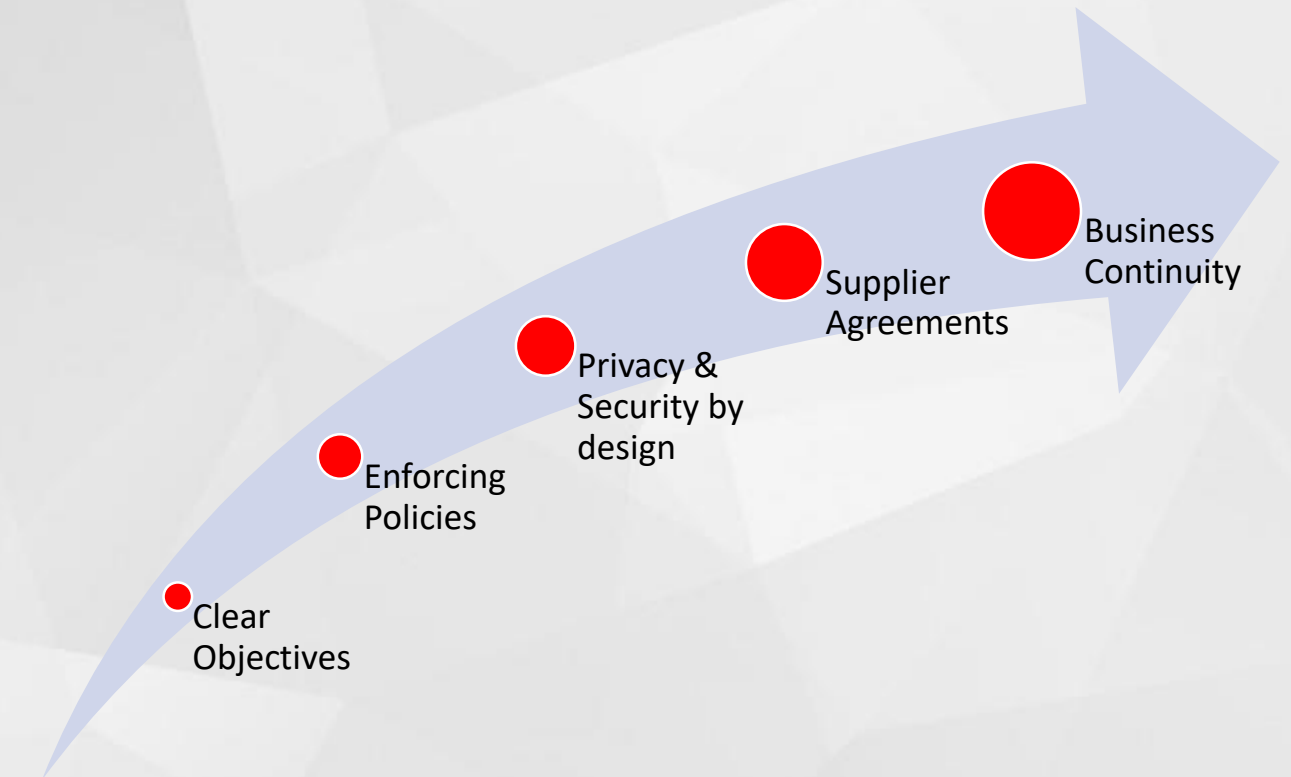 Clear
Objectives
Enforcing
Policies
Privacy &
Security by
design
Supplier
Agreements
Business
Continuity